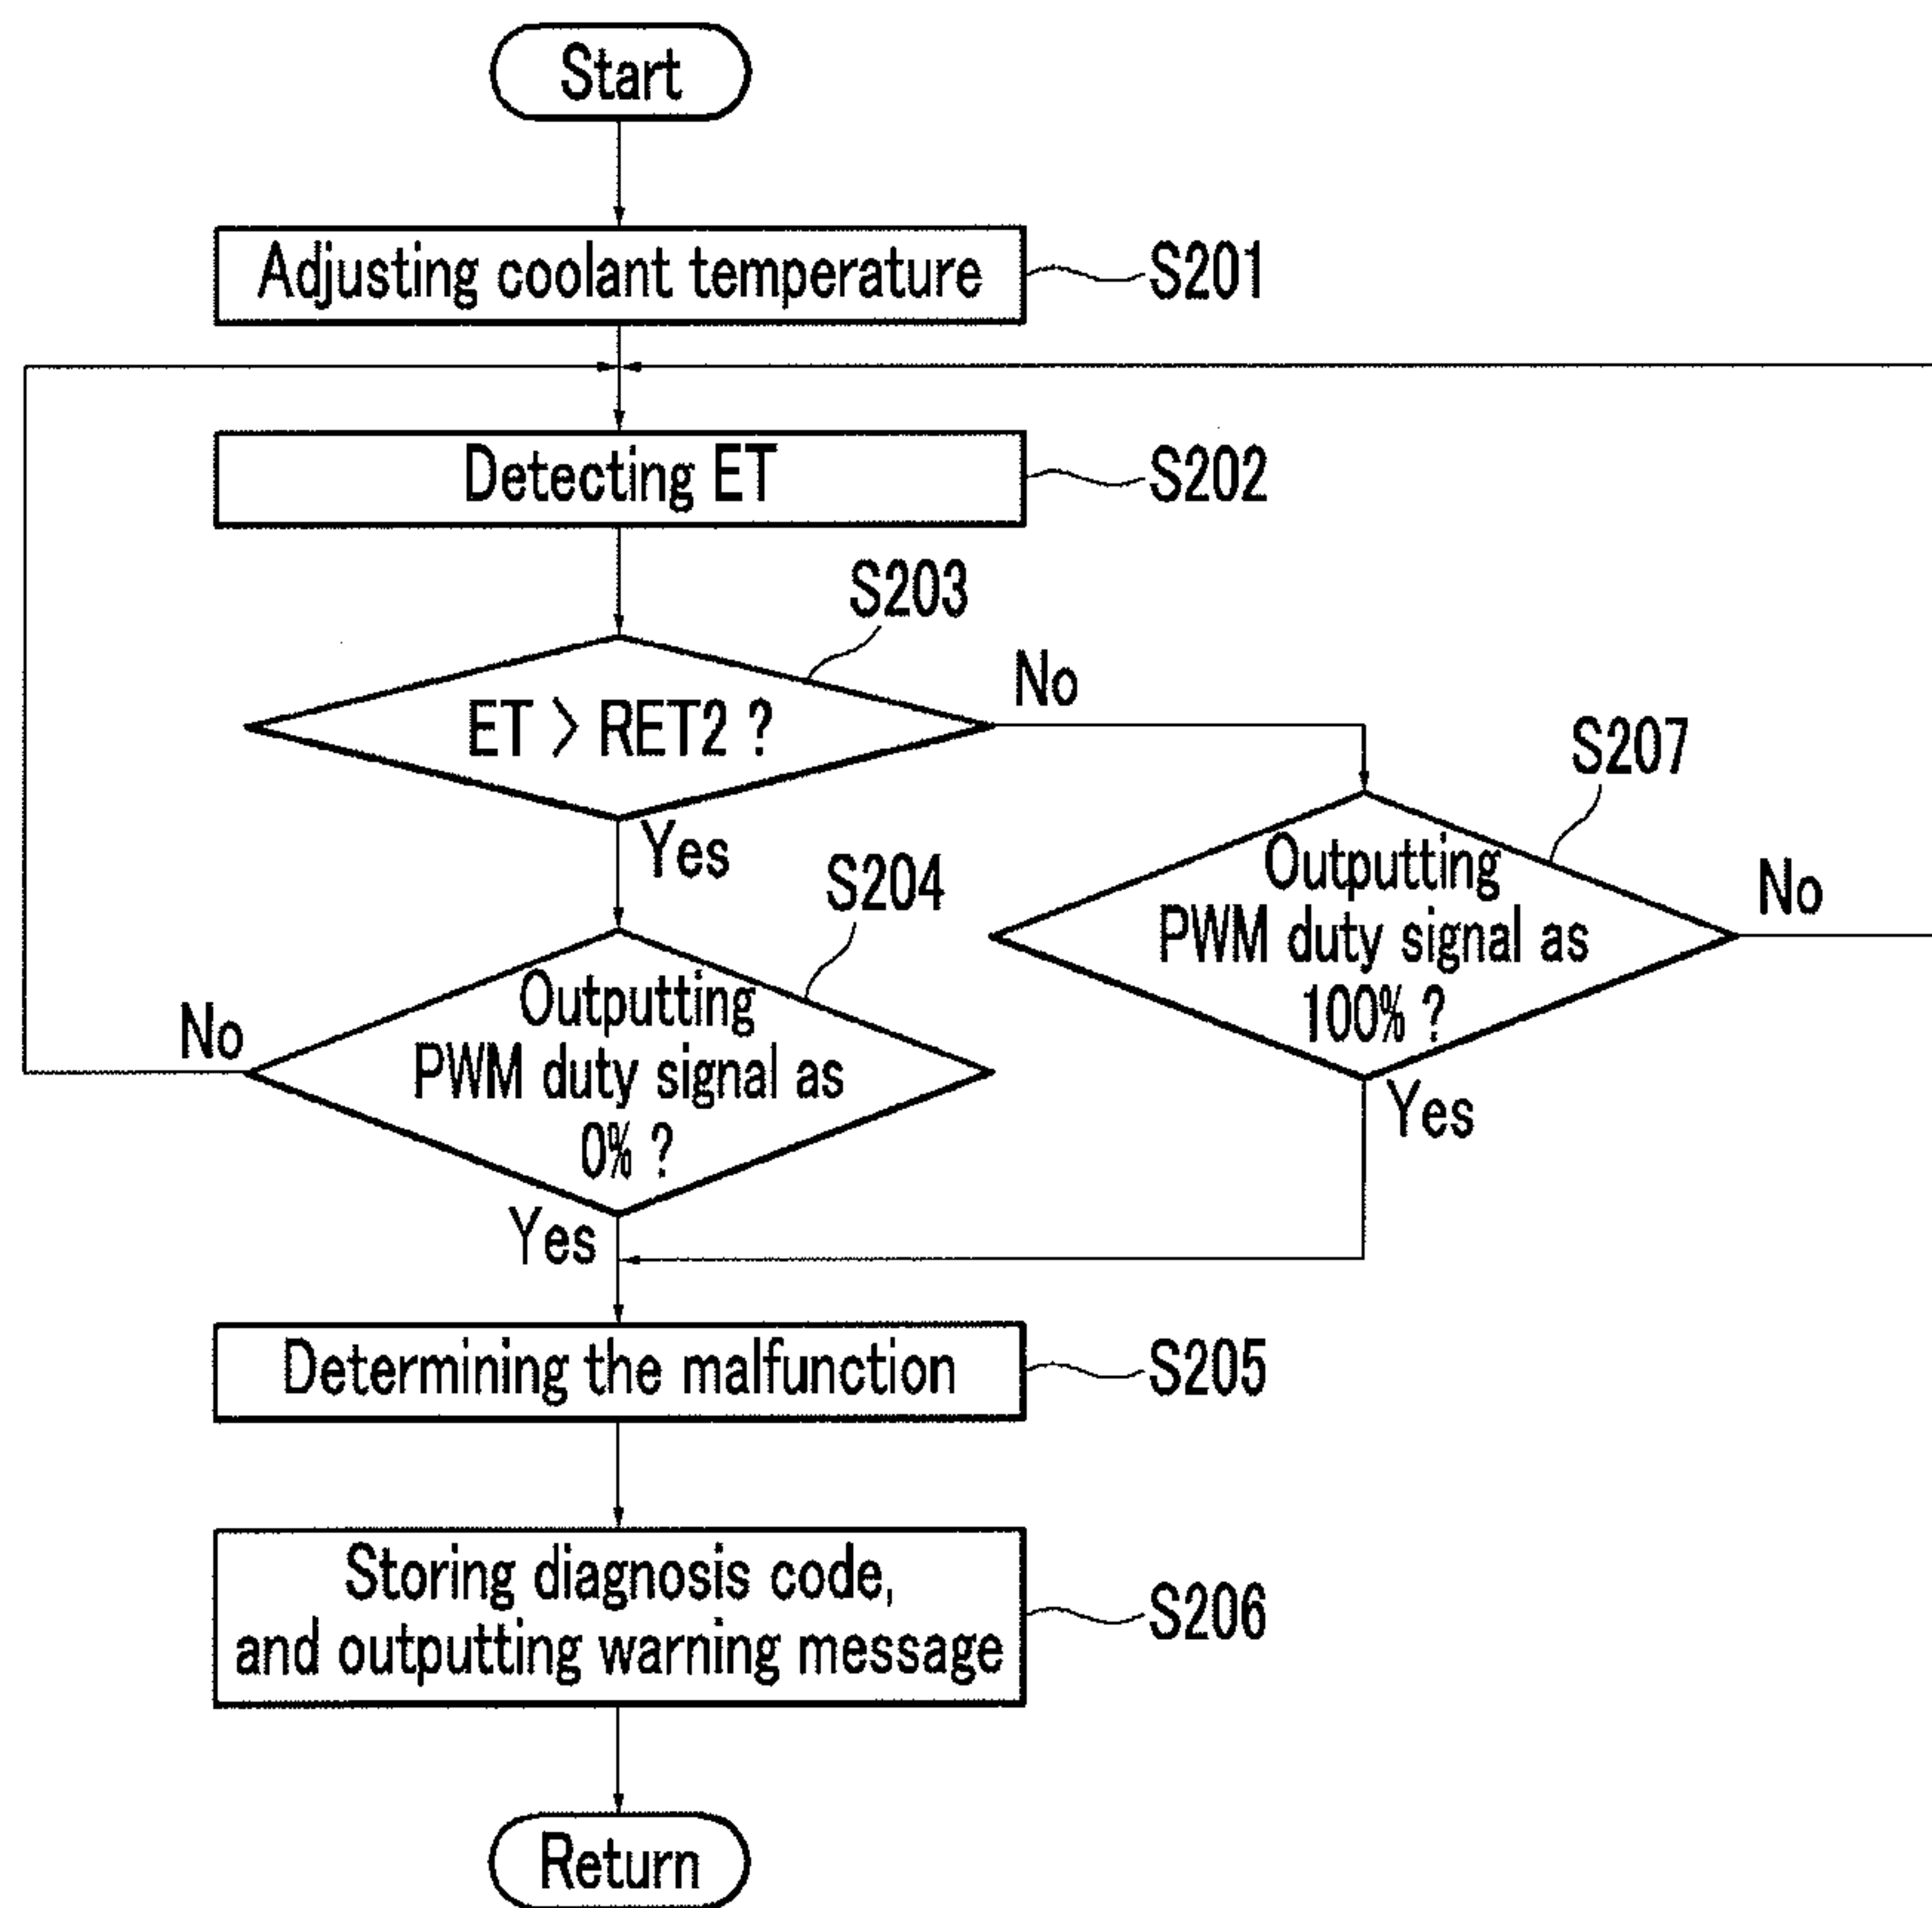 Start
Adjusting coolant temperature
S201
Detecting ET
S202
S203
ET > RET2 ?
No
Yes
S207
Outputting
PWM duty signal as
100% ?
No
Yes
S204
Outputting
PWM duty signal as
0% ?
No
Yes
Determining the malfunction
S205
Storing diagnosis code,
and outputting warning message
S206
Return